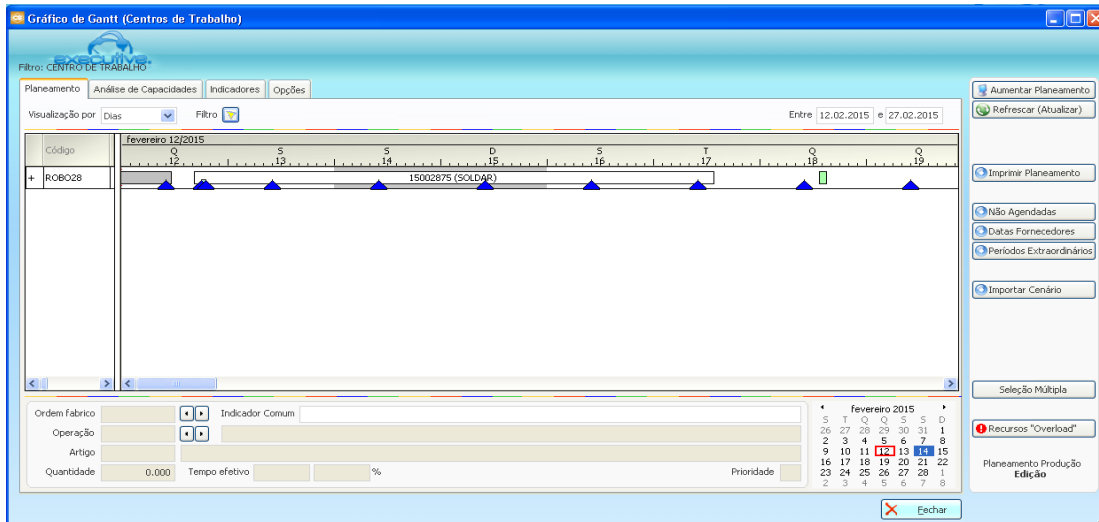 Gráfico de Gantt (Centros de Trabalho)
executive.
Filtro: CENTRO DE TRABALHO
Planeamento Análise de Capacidades Indicadores Opções
Visualização por Dias Filtro Entre 12.02.2015 e 27.02.2015
Código fevereiro 12/2015
Q S S D S T Q Q
12 13 14 15 16 17 18 19
+ ROBO28 15002875 (SOLDAR)
Ordem fabrico Indicador Comum
Operação
Artigo
Quantidade 0.000 Tempo efetivo % Prioridade
fevereiro 2015
S T Q Q S S D
26 27 28 29 30 31 1
2 3 4 5 6 7 8
9 10 11 12 13 14 15
16 17 18 19 20 21 22
23 24 25 26 27 28 1
2 3 4 5 6 7 8
Aumentar Planeamento
Refrescar (Atualizar)
Imprimir Planeamento
Não Agendadas
Datas Fornecedores
Períodos Extraordinários
Importar Cenário
Seleção Múltipla
Recursos "Overload"
Planeamento Produção
Edição
Fechar